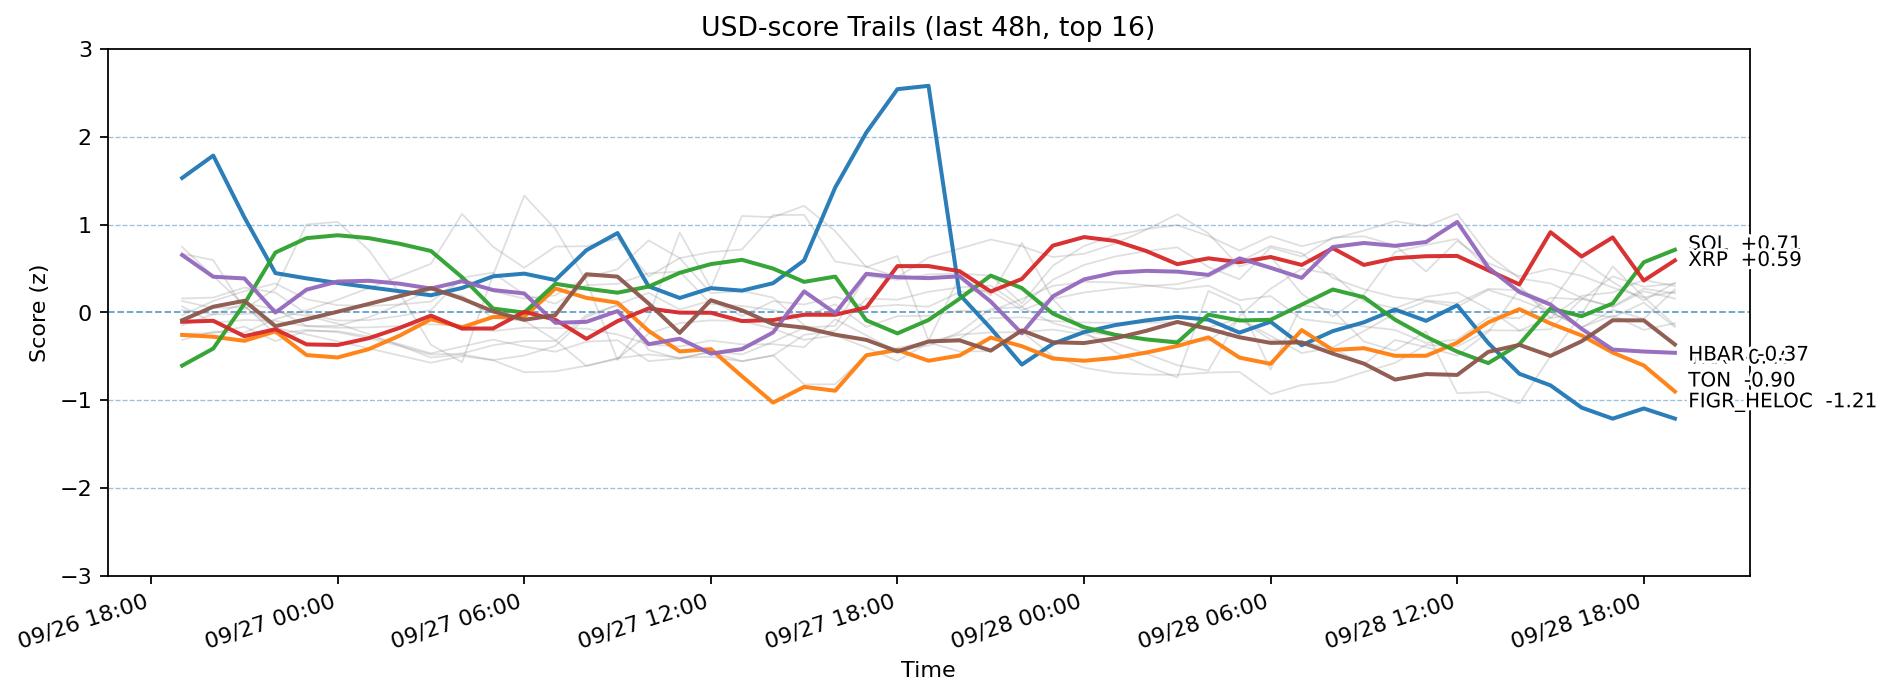 USD-score Trails (last 48h, top 16)
Score (z)
3
2
1
0
−1
−2
−3
SOL +0.71
XRP +0.59
HBAR -0.37
TON -0.90
FIGR_HELOC -1.21
09/26 18:00
09/27 00:00
09/27 06:00
09/27 12:00
09/27 18:00
09/28 00:00
09/28 06:00
09/28 12:00
09/28 18:00
Time